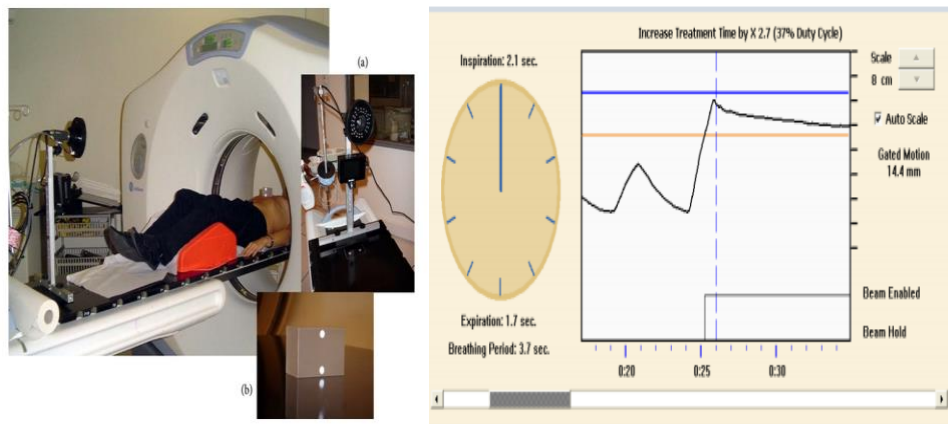 (a)
(b)
Increase Treatment Time by X 2.7 (37% Duty Cycle)
Inspiration: 2.1 sec.
Scale
8 cm
Auto Scale
Gated Motion
14.4 mm
Beam Enabled
Beam Hold
Expiration: 1.7 sec.
Breathing Period: 3.7 sec.
0:20 0:25 0:30